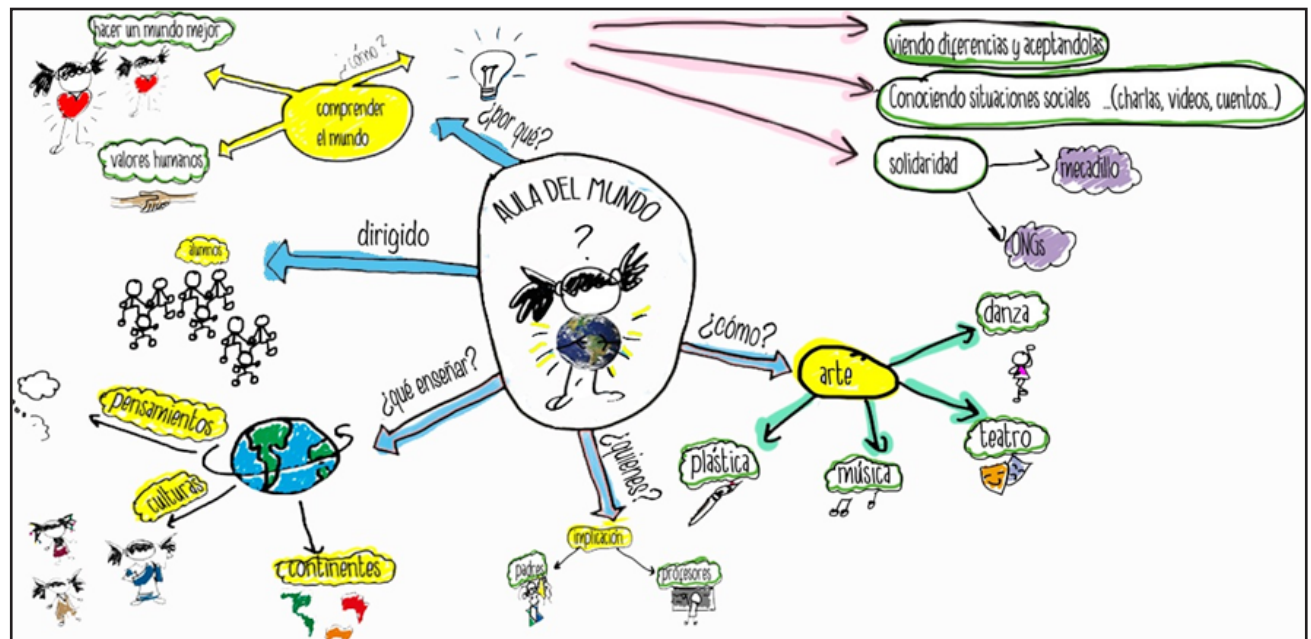 hacer un mundo mejor
¿cómo?
comprender
el mundo
valores humanos
¿por qué?
viendo diferencias y aceptandolas
Conociendo situaciones sociales ...(charlas, videos, cuentos...)
solidaridad
mecadillo
ONGs
AULA DEL MUNDO
?
dirigido
alumnos
¿cómo?
arte
danza
teatro
música
plástica
¿qué enseñar?
pensamientos
culturas
continentes
¿quienes?
implicación
padres
profesores